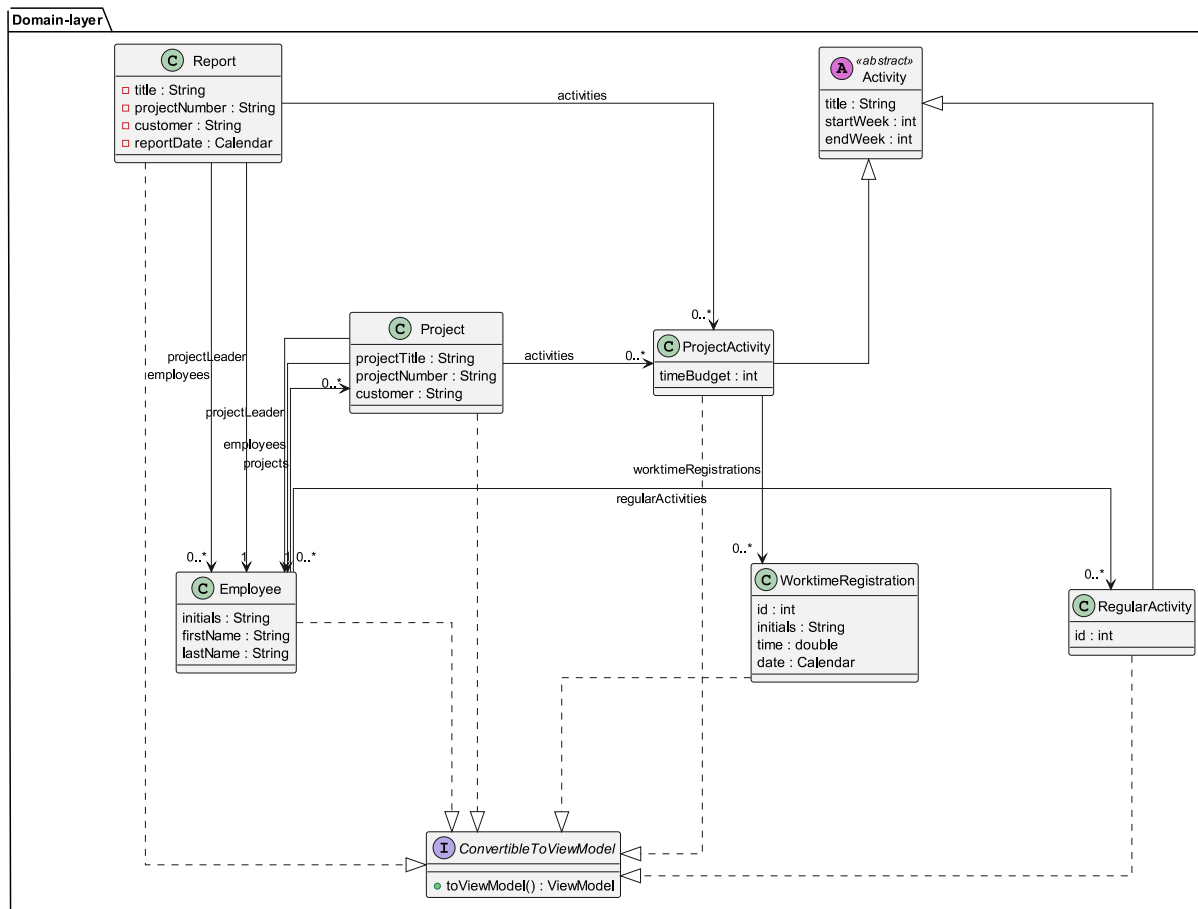 Domain-layer
C Report
title : String
projectNumber : String
customer : String
reportDate : Calendar
A «abstract»
Activity
title : String
startWeek : int
endWeek : int
activities
0..*
C Project
projectTitle : String
projectNumber : String
customer : String
activities
0..*
C ProjectActivity
timeBudget : int
projectLeader
employees
0..*
projectLeader
employees
projects
worktimeRegistrations
regularActivities
0..*
1
1
0..*
0..*
0..*
C Employee
initials : String
firstName : String
lastName : String
C WorktimeRegistration
id : int
initials : String
time : double
date : Calendar
C RegularActivity
id : int
I ConvertibleToViewModel
toViewModel() : ViewModel